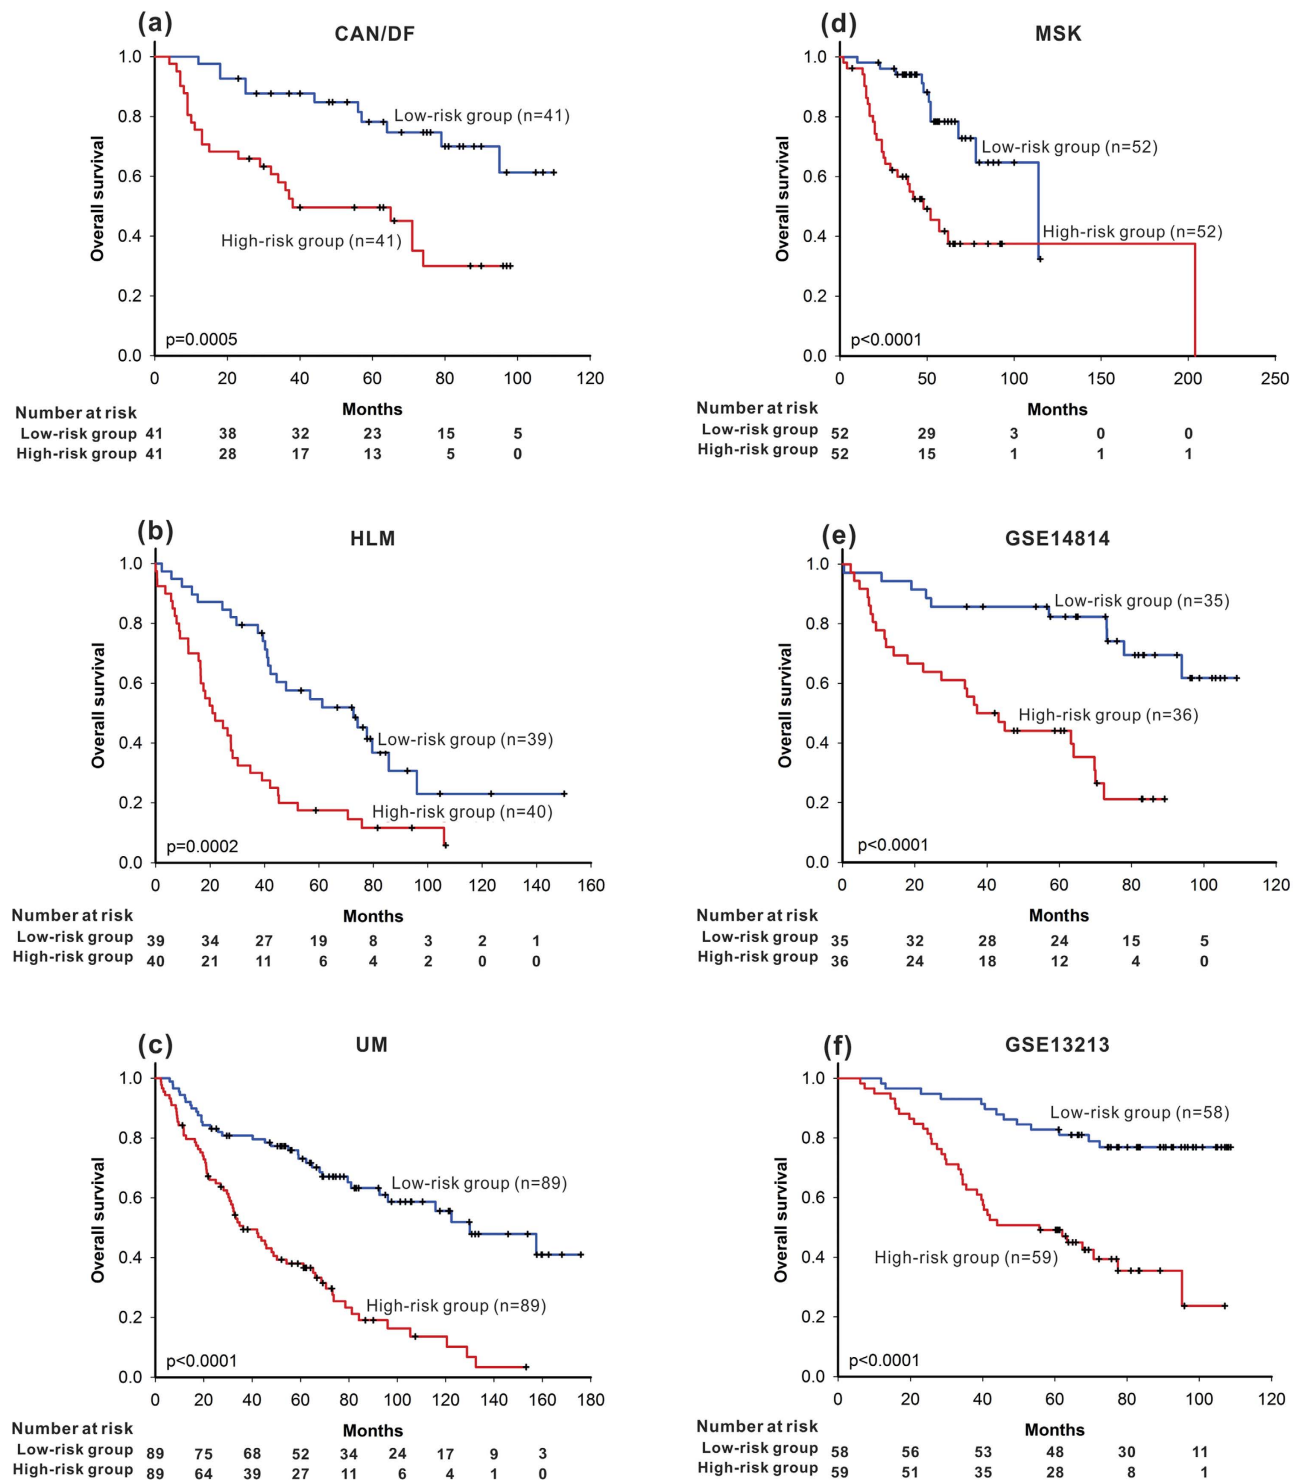 (a)
CAN/DF
1.0
0.8
0.6
0.4
0.2
0.0
Overall survival
Low-risk group (n=41)
High-risk group (n=41)
p=0.0005
0 20 40 60 80 100 120
Months
Number at risk
Low-risk group 41 38 32 23 15 5
High-risk group 41 28 17 13 5 0
(d)
MSK
1.0
0.8
0.6
0.4
0.2
0.0
Overall survival
Low-risk group (n=52)
High-risk group (n=52)
p<0.0001
0 50 100 150 200 250
Months
Number at risk
Low-risk group 52 29 3 0 0
High-risk group 52 15 1 1 1
(b)
HLM
1.0
0.8
0.6
0.4
0.2
0.0
Overall survival
Low-risk group (n=39)
High-risk group (n=40)
p=0.0002
0 20 40 60 80 100 120 140 160
Months
Number at risk
Low-risk group 39 34 27 19 8 3 2 1
High-risk group 40 21 11 6 4 2 0 0
(e)
GSE14814
1.0
0.8
0.6
0.4
0.2
0.0
Overall survival
Low-risk group (n=35)
High-risk group (n=36)
p<0.0001
0 20 40 60 80 100 120
Months
Number at risk
Low-risk group 35 32 28 24 15 5
High-risk group 36 24 18 12 4 0
(c)
UM
1.0
0.8
0.6
0.4
0.2
0.0
Overall survival
Low-risk group (n=89)
High-risk group (n=89)
p<0.0001
0 20 40 60 80 100 120 140 160 180
Months
Number at risk
Low-risk group 89 75 68 52 34 24 17 9 3
High-risk group 89 64 39 27 11 6 4 1 0
(f)
GSE13213
1.0
0.8
0.6
0.4
0.2
0.0
Overall survival
Low-risk group (n=58)
High-risk group (n=59)
p<0.0001
0 20 40 60 80 100 120
Months
Number at risk
Low-risk group 58 56 53 48 30 11
High-risk group 59 51 35 28 8 1